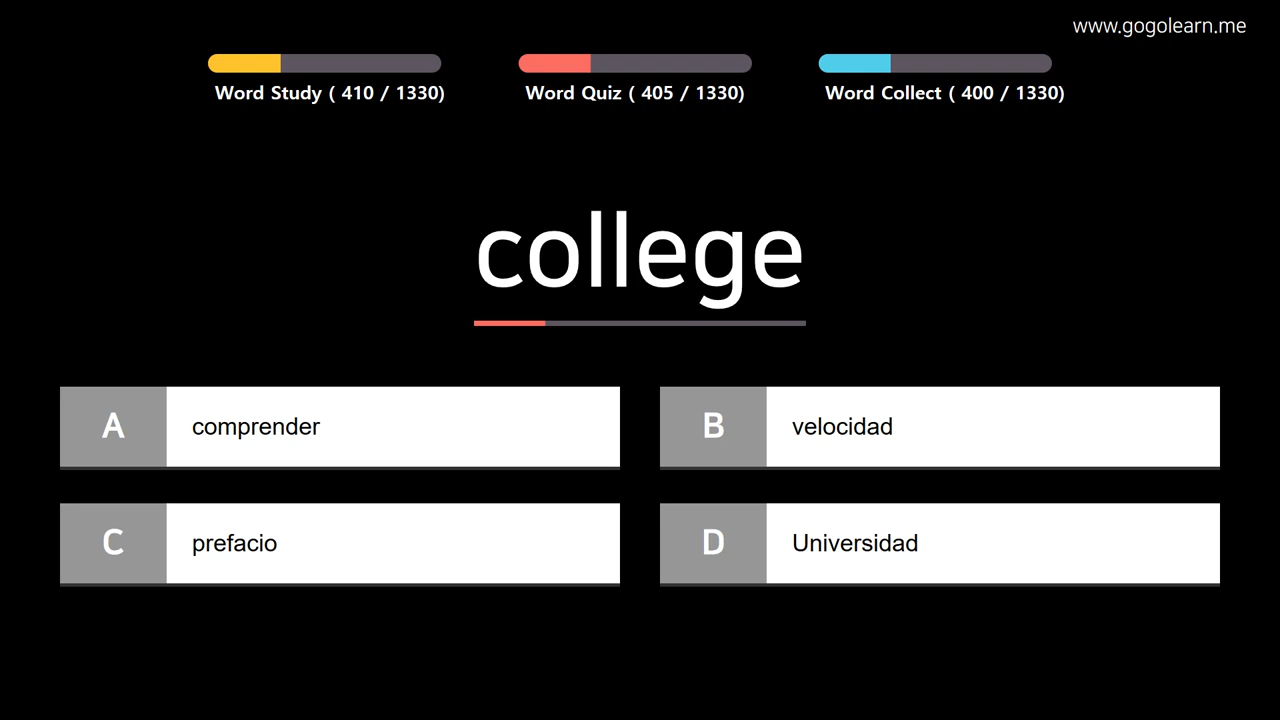 www.gogolearn.me
Word Study ( 410 / 1330)
Word Quiz ( 405 / 1330)
Word Collect ( 400 / 1330)
college
A comprender
B velocidad
C prefacio
D Universidad